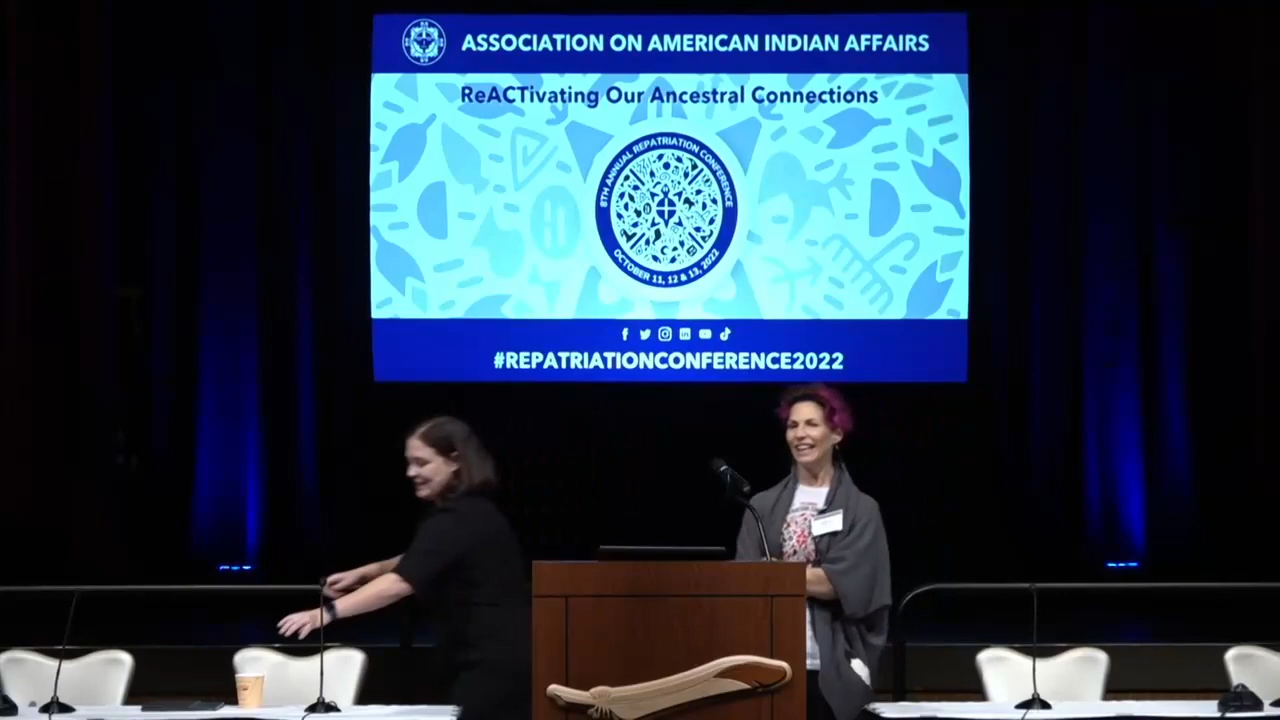 ASSOCIATION ON AMERICAN INDIAN AFFAIRS
ReACTivating Our Ancestral Connections
8TH ANNUAL REPATRIATION CONFERENCE
OCTOBER 11, 12 & 13, 2022
#REPATRIATIONCONFERENCE2022